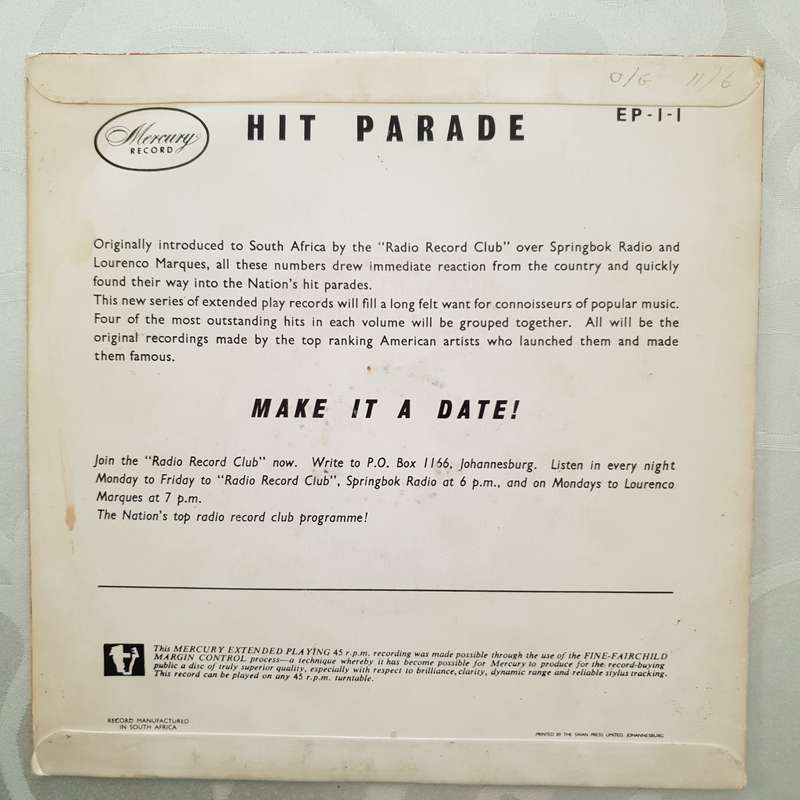 O/G 11/6
Mercury
RECORD
HIT PARADE
EP-1-1
Originally introduced to South Africa by the "Radio Record Club" over Springbok Radio and
Lourenco Marques, all these numbers drew immediate reaction from the country and quickly
found their way into the Nation's hit parades.
This new series of extended play records will fill a long felt want for connoisseurs of popular music.
Four of the most outstanding hits in each volume will be grouped together. All will be the
original recordings made by the top ranking American artists who launched them and made
them famous.
MAKE IT A DATE!
Join the "Radio Record Club" now. Write to P.O. Box 1166, Johannesburg. Listen in every night
Monday to Friday to "Radio Record Club", Springbok Radio at 6 p.m., and on Mondays to Lourenco
Marques at 7 p.m.
The Nation's top radio record club programme!
This MERCURY EXTENDED PLAYING 45 r.p.m. recording was made possible through the use of the FINE-FAIRCHILD
MARGIN CONTROL process—a technique whereby it has become possible for Mercury to produce for the record-buying
public a disc of truly superior quality, especially with respect to brilliance, clarity, dynamic range and reliable stylus tracking.
This record can be played on any 45 r.p.m. turntable.
RECORD MANUFACTURED
IN SOUTH AFRICA
PRINTED BY THE SWAN PRESS LIMITED, JOHANNESBURG